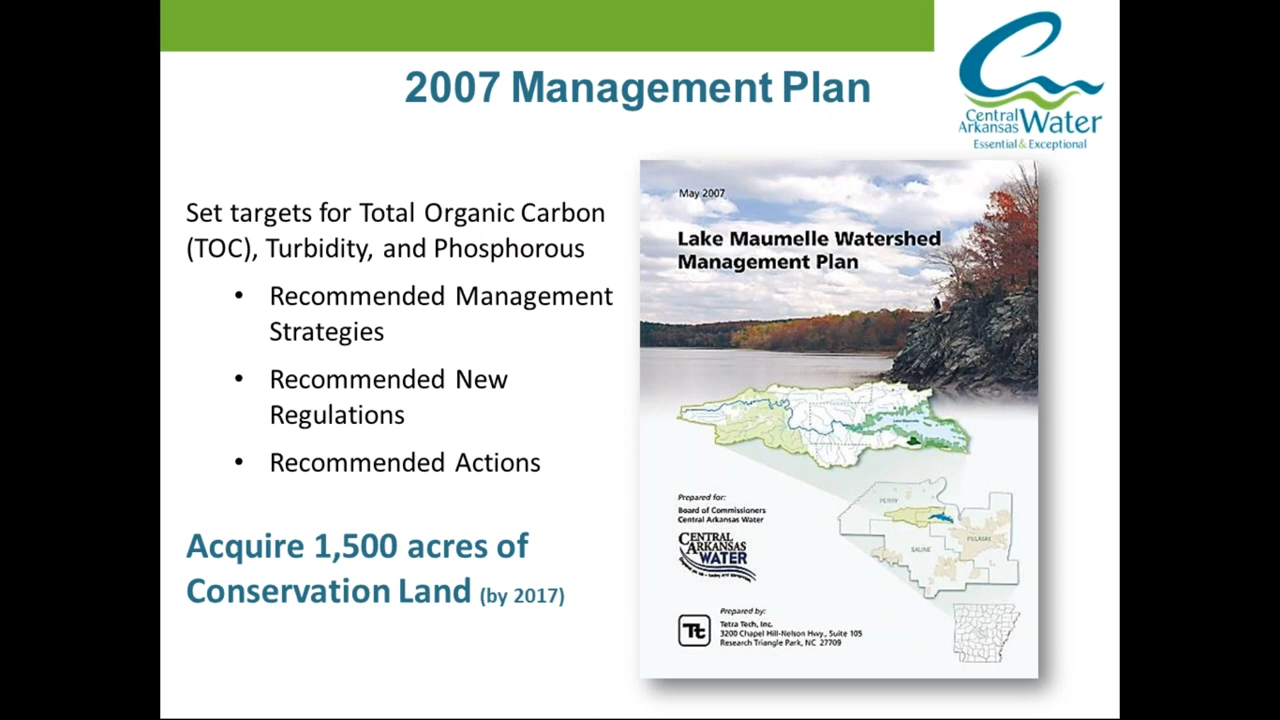 2007 Management Plan
Central
Arkansas Water
Essential & Exceptional
Set targets for Total Organic Carbon
(TOC), Turbidity, and Phosphorous
• Recommended Management
Strategies
• Recommended New
Regulations
• Recommended Actions
Acquire 1,500 acres of
Conservation Land (by 2017)
May 2007
Lake Maumelle Watershed
Management Plan
Lake Maumelle
PERRY
PULASKI
SALINE
Prepared for:
Board of Commissioners
Central Arkansas Water
CENTRAL
ARKANSAS
WATER
Prepared by:
Tt
Tetra Tech, Inc.
3200 Chapel Hill-Nelson Hwy., Suite 105
Research Triangle Park, NC 27709